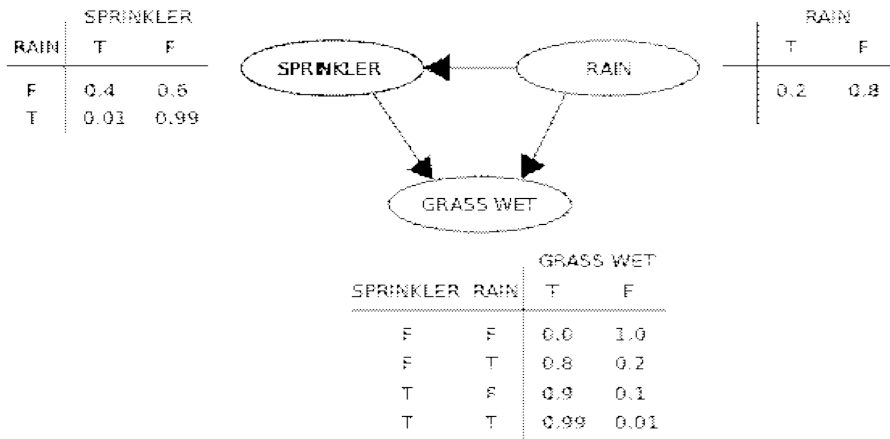 SPRINKLER
RAIN T F
F 0.4 0.6
T 0.01 0.99
SPRINKLER
RAIN
RAIN
T F
0.2 0.8
GRASS WET
GRASS WET
SPRINKLER RAIN T F
F F 0.0 1.0
F T 0.8 0.2
T F 0.9 0.1
T T 0.99 0.01